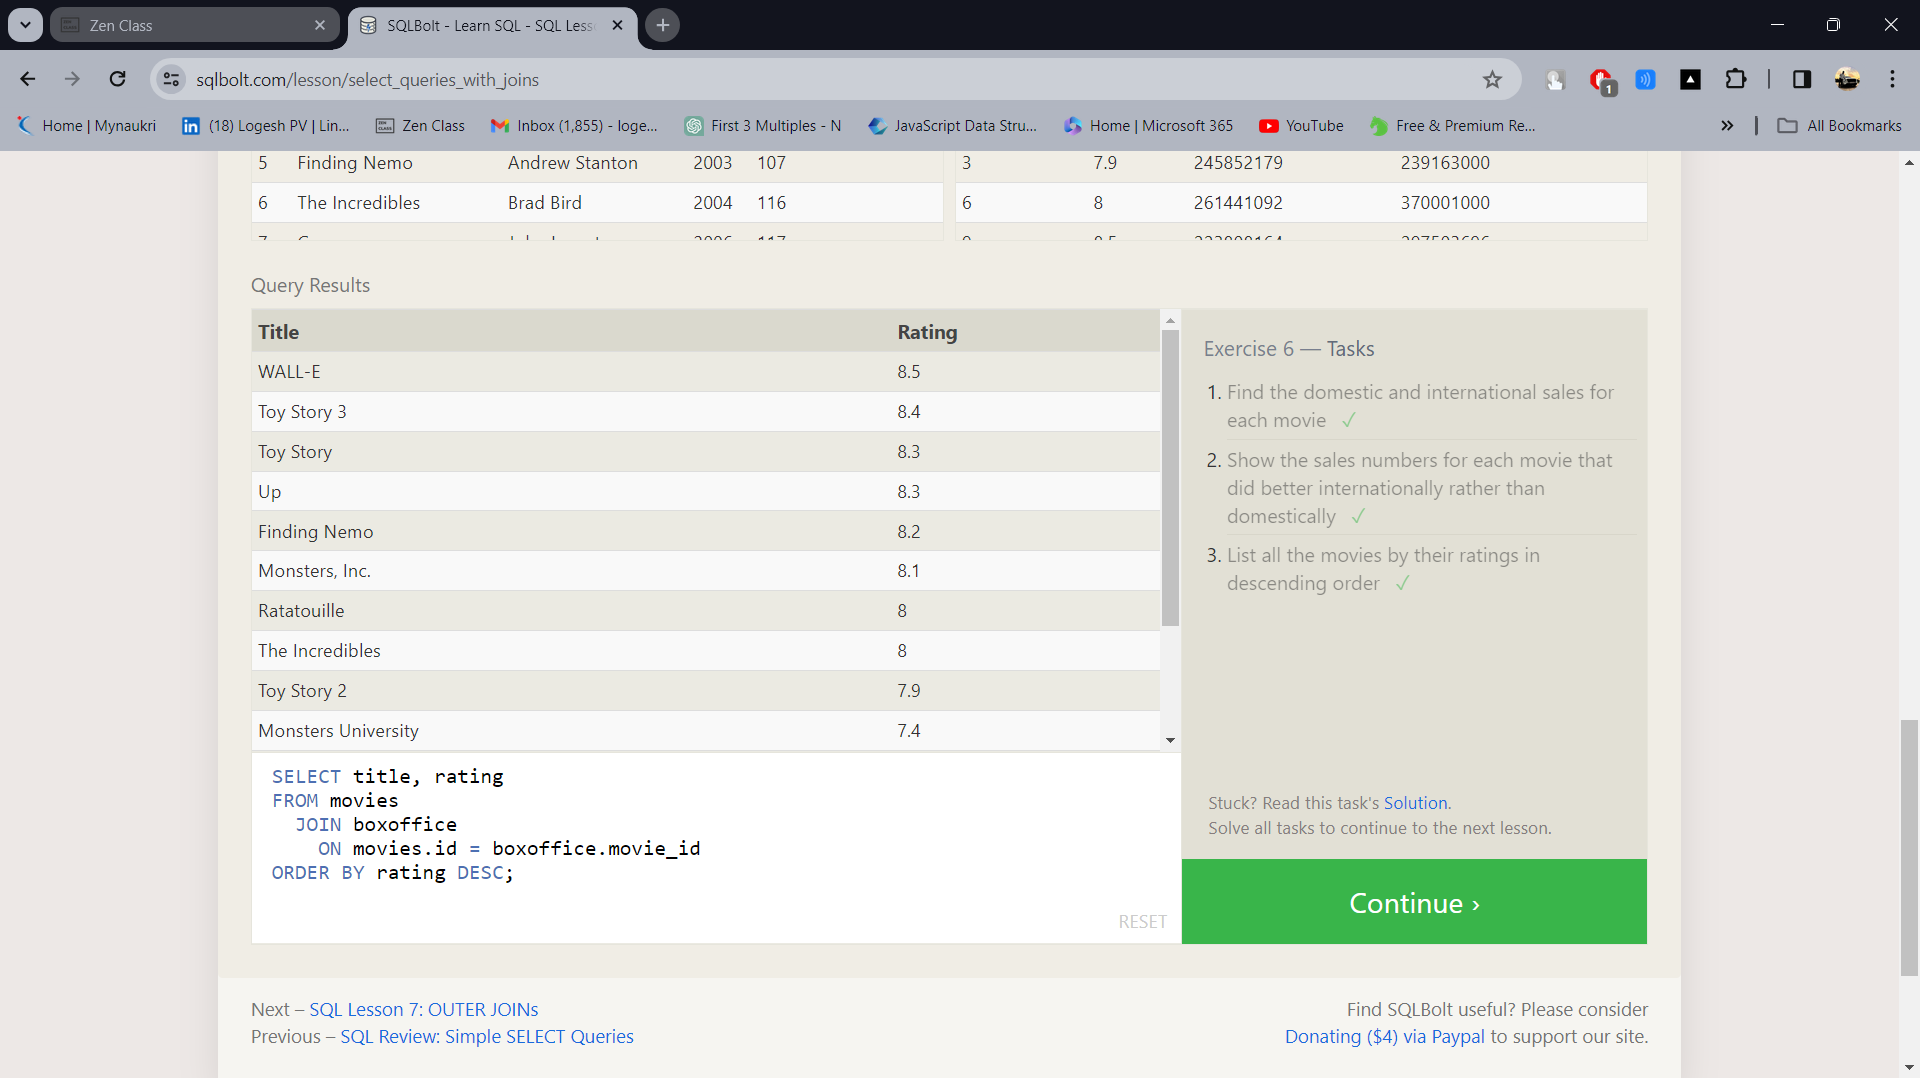 Zen Class
SQLBolt - Learn SQL - SQL Less
sqlbolt.com/lesson/select_queries_with_joins
1
Home | Mynaukri
(18) Logesh PV | Lin...
Zen Class
Inbox (1,855) - loge...
First 3 Multiples - N
JavaScript Data Stru...
Home | Microsoft 365
YouTube
Free & Premium Re...
All Bookmarks
5 Finding Nemo Andrew Stanton 2003 107
3 7.9 245852179 239163000
6 The Incredibles Brad Bird 2004 116
6 8 261441092 370001000
Query Results
Title Rating
WALL-E 8.5
Toy Story 3 8.4
Toy Story 8.3
Up 8.3
Finding Nemo 8.2
Monsters, Inc. 8.1
Ratatouille 8
The Incredibles 8
Toy Story 2 7.9
Monsters University 7.4
SELECT title, rating
FROM movies
JOIN boxoffice
ON movies.id = boxoffice.movie_id
ORDER BY rating DESC;
RESET
Exercise 6 — Tasks
1. Find the domestic and international sales for
each movie ✓
2. Show the sales numbers for each movie that
did better internationally rather than
domestically ✓
3. List all the movies by their ratings in
descending order ✓
Stuck? Read this task's Solution.
Solve all tasks to continue to the next lesson.
Continue ›
Next – SQL Lesson 7: OUTER JOINs
Previous – SQL Review: Simple SELECT Queries
Find SQLBolt useful? Please consider
Donating ($4) via Paypal to support our site.